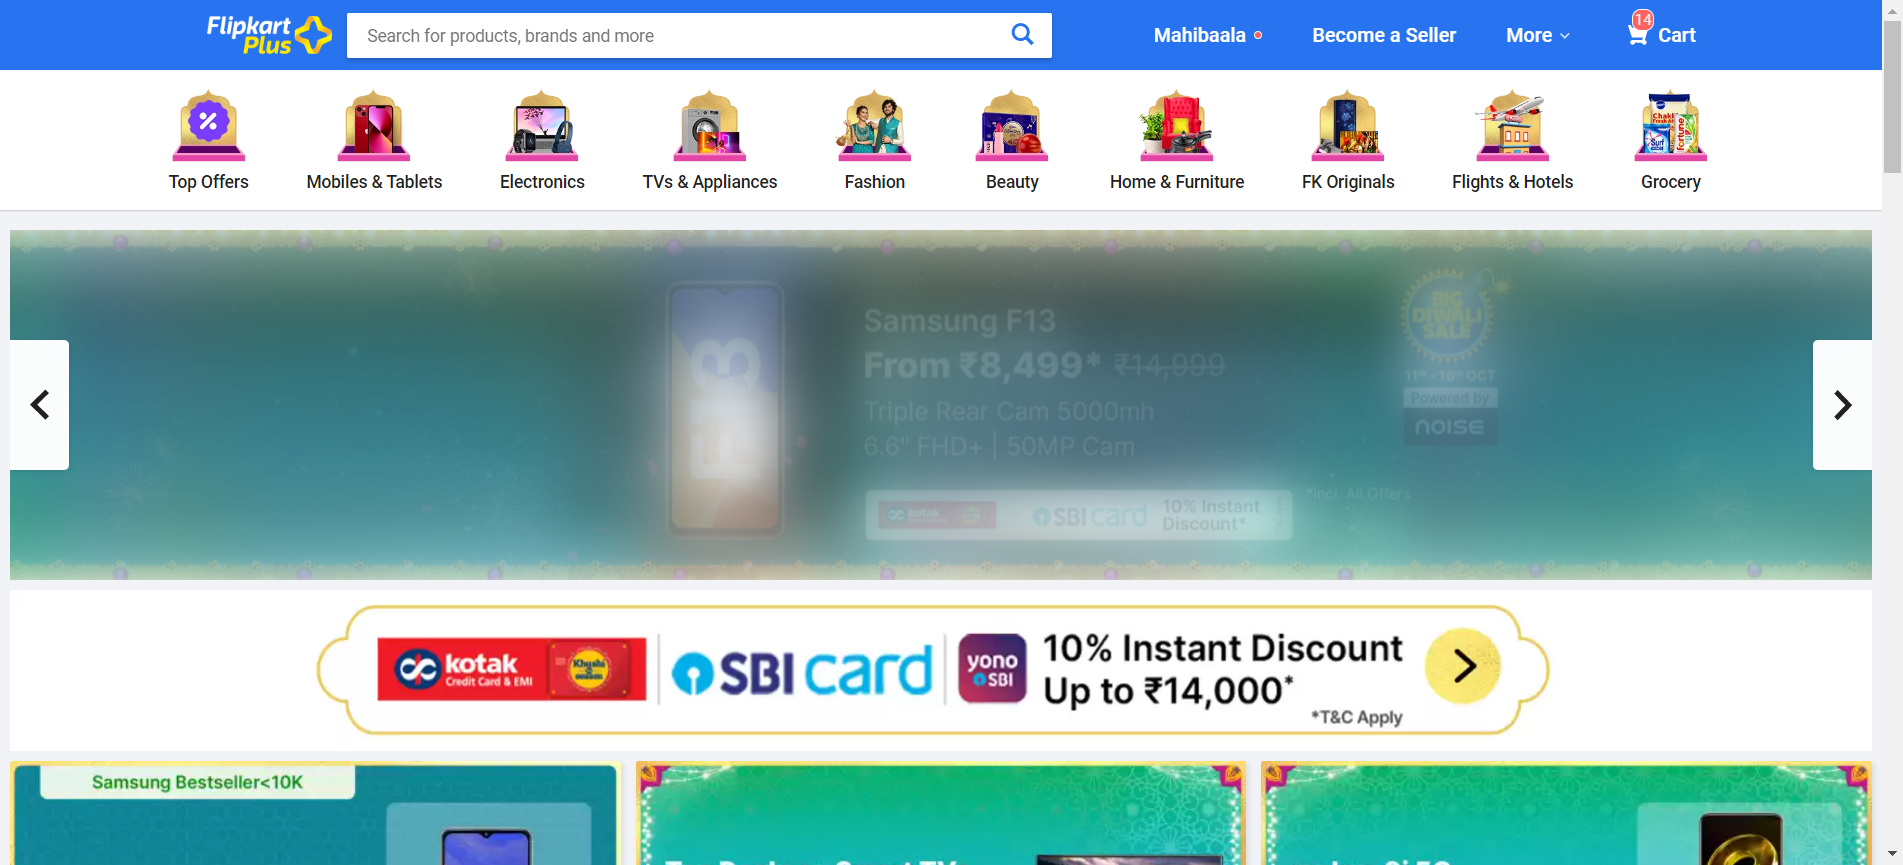 Flipkart
Plus
Search for products, brands and more
Mahibaala
Become a Seller
More
14
Cart
Top Offers
Mobiles & Tablets
Electronics
TVs & Appliances
Fashion
Beauty
Home & Furniture
FK Originals
Flights & Hotels
Grocery
Samsung F13
From ₹8,499* ₹14,999
Triple Rear Cam 5000mh
6.6" FHD+ | 50MP Cam
kotak
SBI card
10% Instant
Discount*
*Incl. All Offers
BIG
DIWALI
SALE
11th - 16th OCT
Powered by
noise
kotak
Credit Card & EMI
Khushi
SBI card
yono
SBI
10% Instant Discount
Up to ₹14,000*
*T&C Apply
Samsung Bestseller<10K